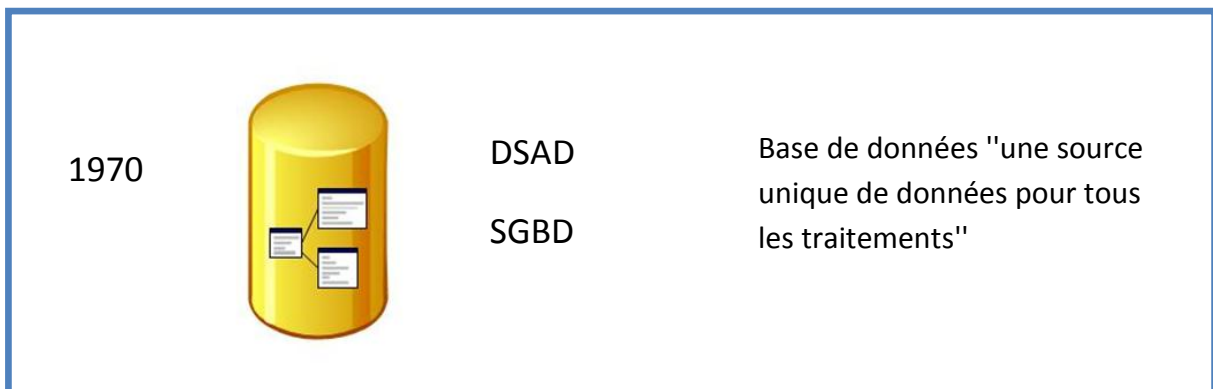 1970
DSAD
SGBD
Base de données ''une source
unique de données pour tous
les traitements''